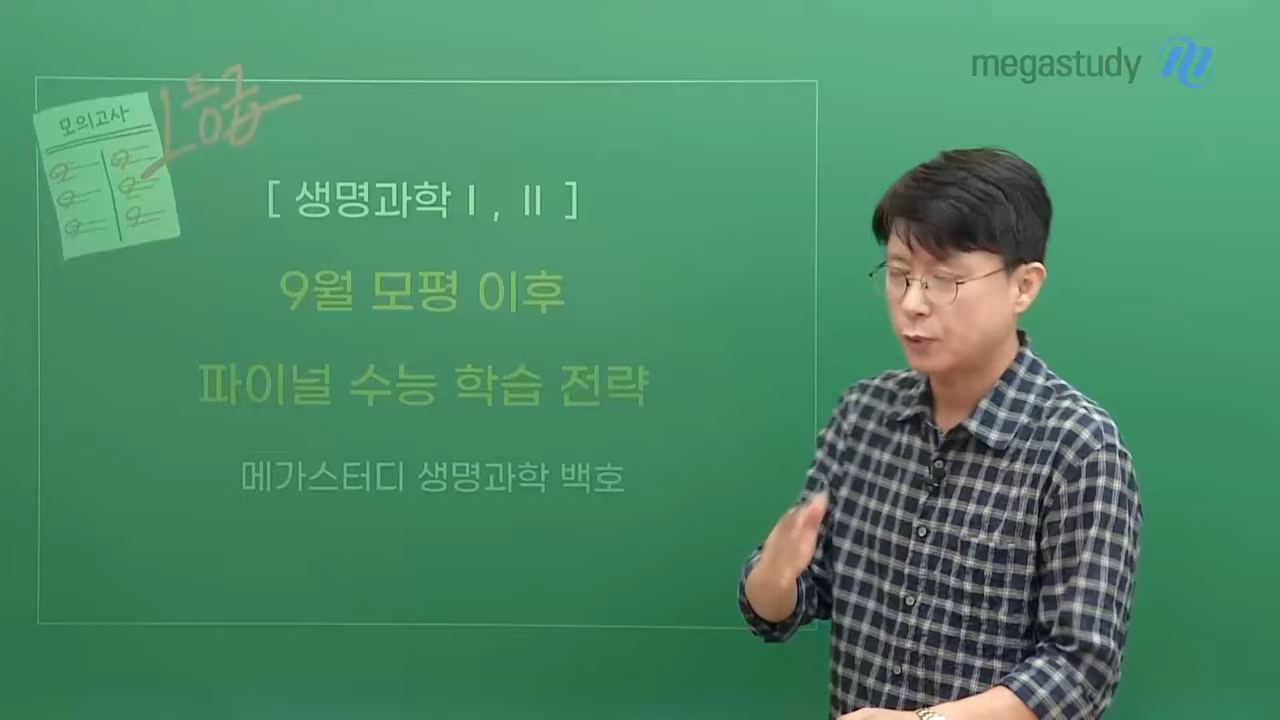 megastudy
모의고사
1등급
[ 생명과학 I , II ]
9월 모평 이후
파이널 수능 학습 전략
메가스터디 생명과학 백호